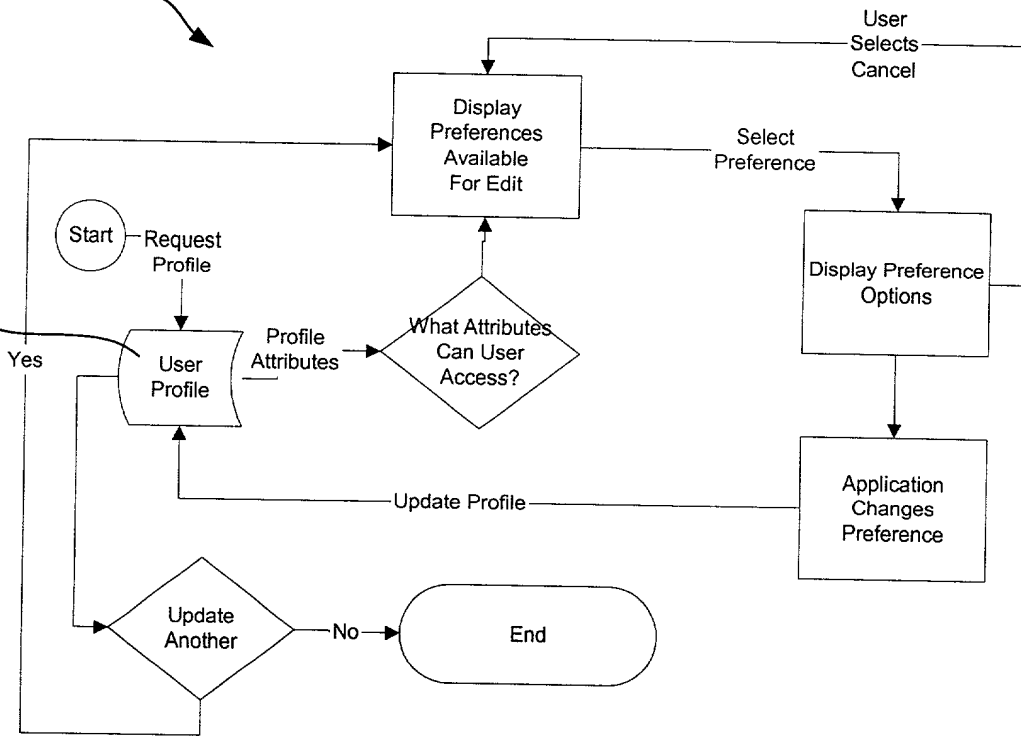 User
Selects
Cancel
Display
Preferences
Available
For Edit
Select
Preference
Start
Request
Profile
Display Preference
Options
What Attributes
Can User
Access?
Profile
Attributes
User
Profile
Yes
Application
Changes
Preference
Update Profile
Update
Another
No
End